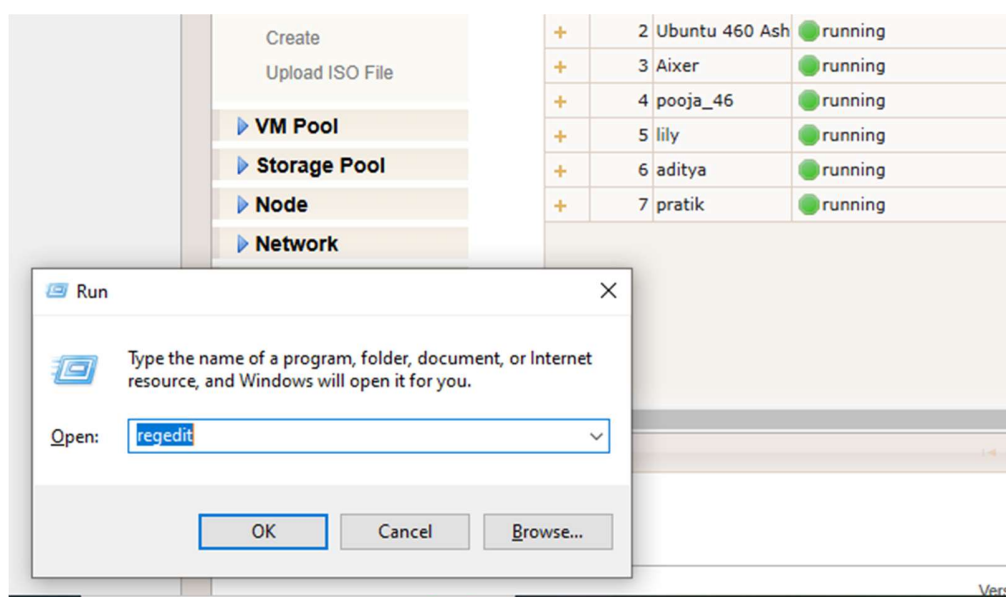 Create
Upload ISO File
VM Pool
Storage Pool
Node
Network
+ 2 Ubuntu 460 Ash running
+ 3 Aixer running
+ 4 pooja_46 running
+ 5 lily running
+ 6 aditya running
+ 7 pratik running
Run
Type the name of a program, folder, document, or Internet
resource, and Windows will open it for you.
Open: regedit
OK Cancel Browse...
Vers